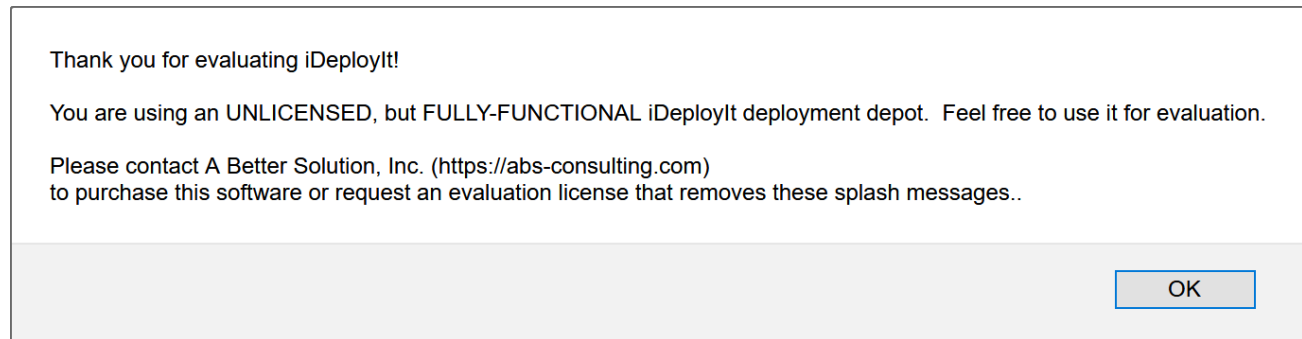 Thank you for evaluating iDeployIt!
You are using an UNLICENSED, but FULLY-FUNCTIONAL iDeployIt deployment depot.  Feel free to use it for evaluation.
Please contact A Better Solution, Inc. (https://abs-consulting.com)
to purchase this software or request an evaluation license that removes these splash messages..
OK